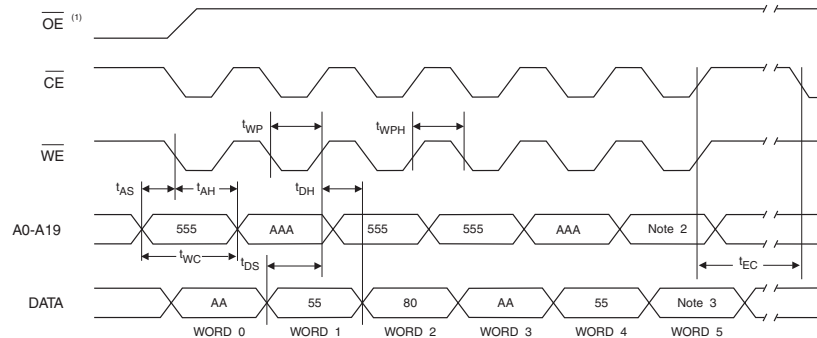 OE (1)
CE
tWP
tWPH
WE
tAS
tAH
tDH
A0-A19
555
AAA
555
555
AAA
Note 2
tWC
tDS
tEC
DATA
AA
55
80
AA
55
Note 3
WORD 0
WORD 1
WORD 2
WORD 3
WORD 4
WORD 5